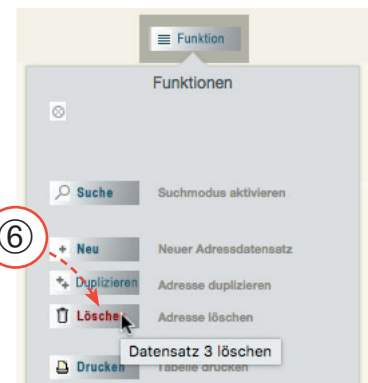 Funktion
Funktionen
Suche Suchmodus aktivieren
6
Neu Neuer Adressdatensatz
Duplizieren Adresse duplizieren
Lösche Adresse löschen
Datensatz 3 löschen
Drucken Tabelle drucken